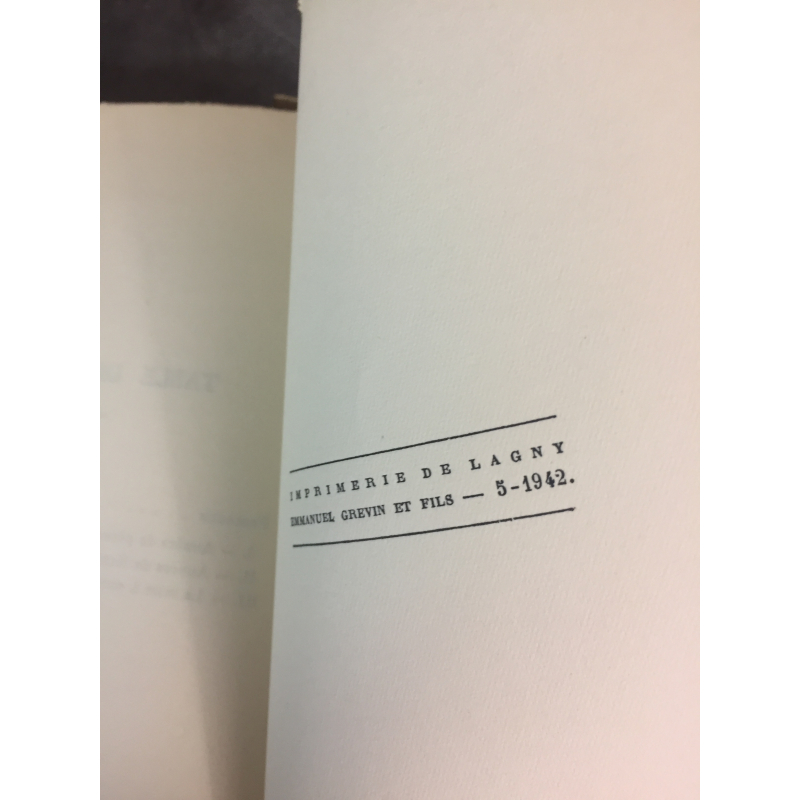 IMPRIMERIE DE LAGNY
EMMANUEL GREVIN ET FILS — 5-1942.